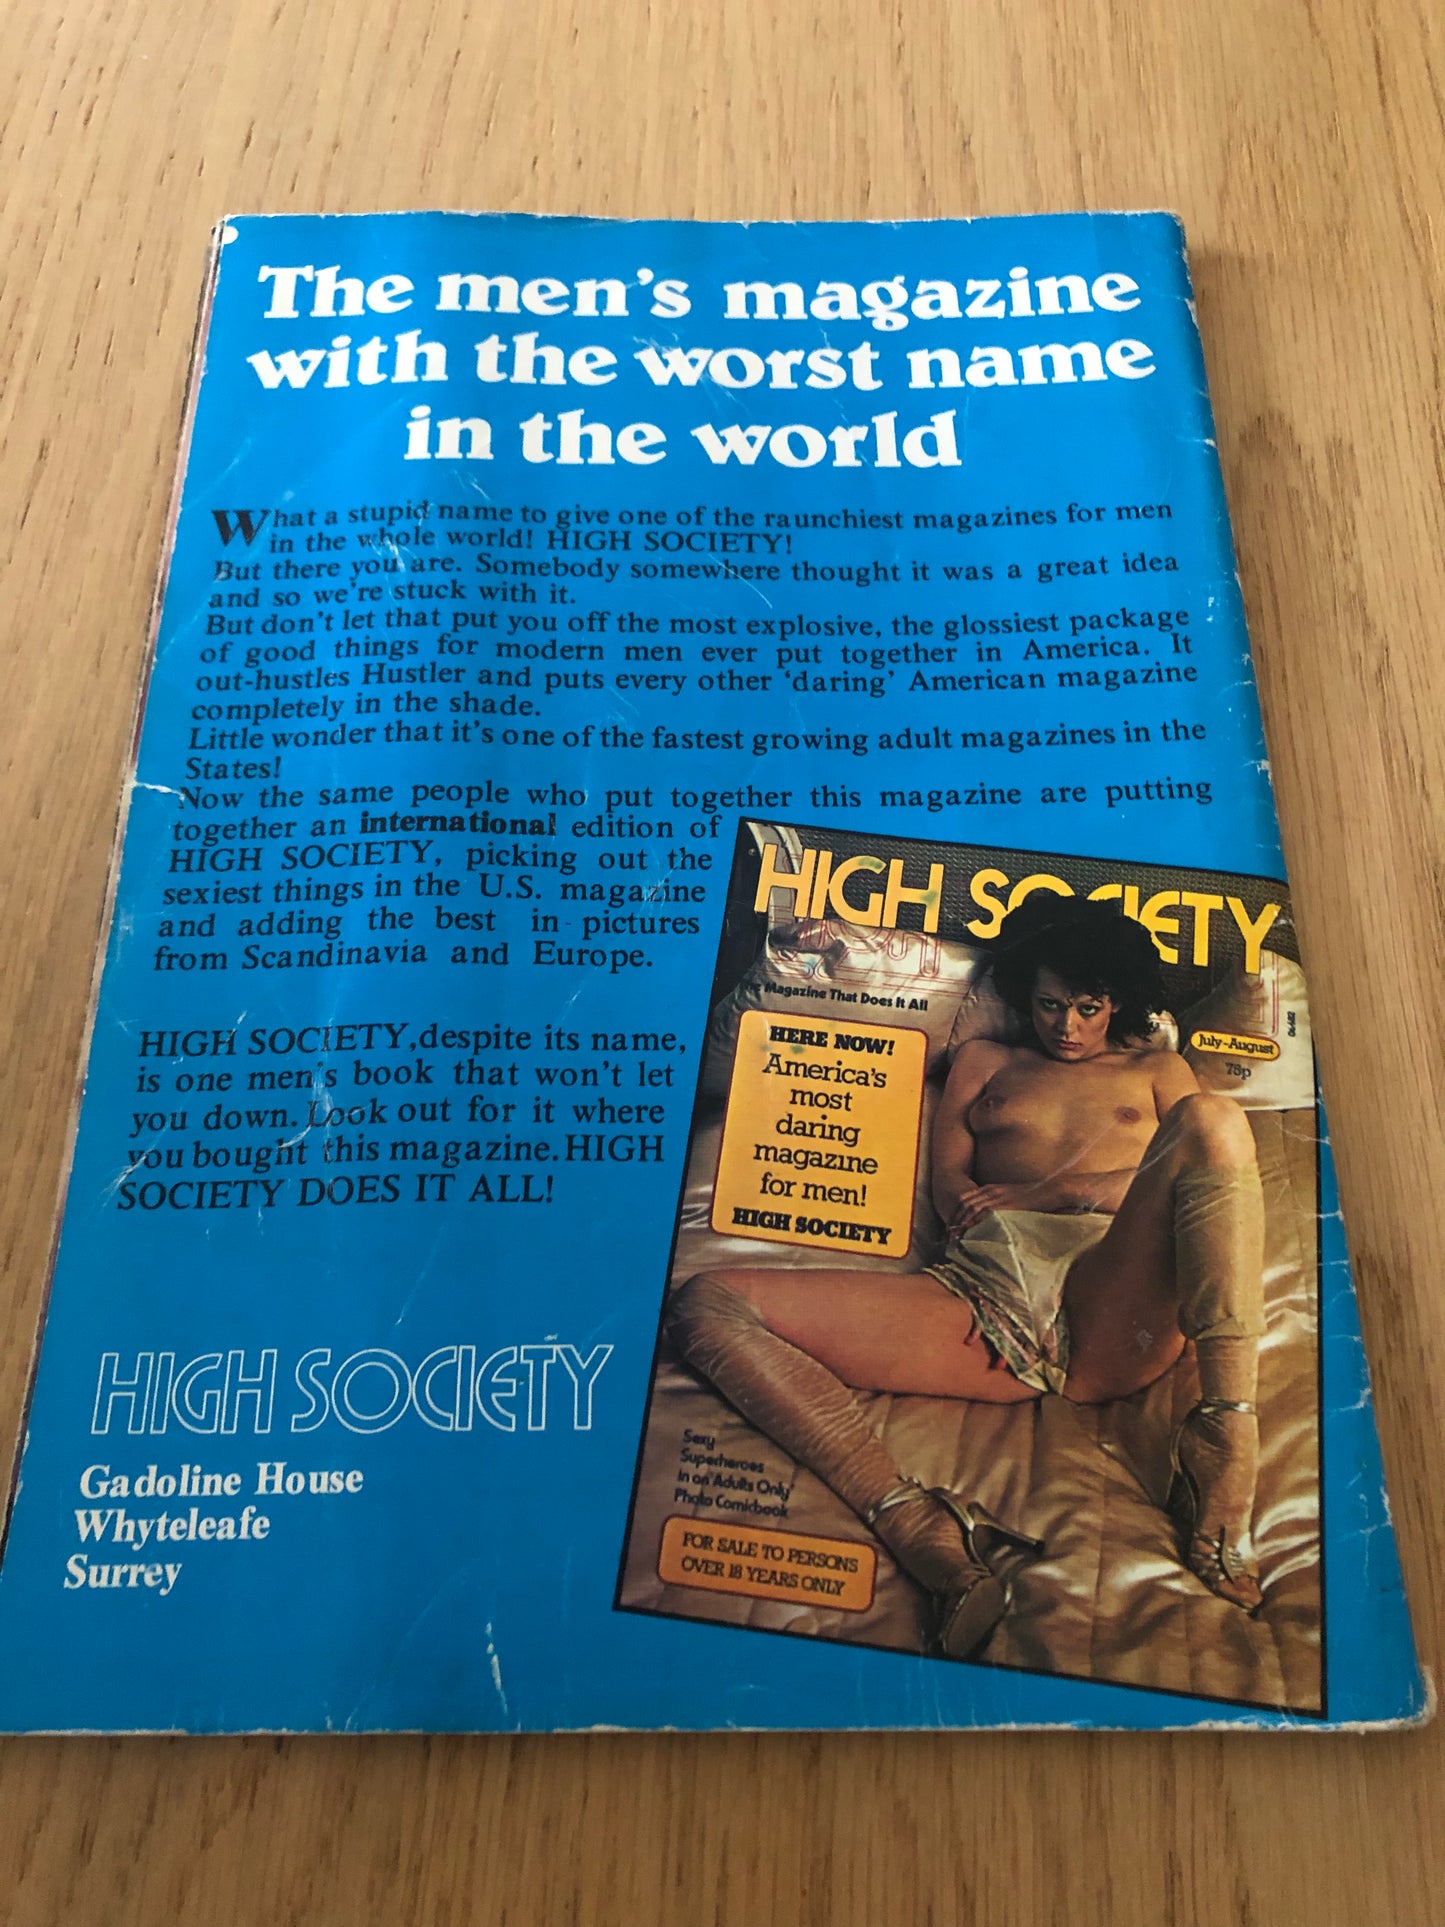 The men's magazine
with the worst name
in the world
What a stupid name to give one of the raunchiest magazines for men
in the whole world! HIGH SOCIETY!
But there you are. Somebody somewhere thought it was a great idea
and so we're stuck with it.
But don't let that put you off the most explosive, the glossiest package
of good things for modern men ever put together in America. It
out-hustles Hustler and puts every other 'daring' American magazine
completely in the shade.
Little wonder that it's one of the fastest growing adult magazines in the
States!
Now the same people who put together this magazine are putting
together an international edition of
HIGH SOCIETY, picking out the
sexiest things in the U.S. magazine
and adding the best in-pictures
from Scandinavia and Europe.
HIGH SOCIETY, despite its name,
is one men's book that won't let
you down. Look out for it where
you bought this magazine. HIGH
SOCIETY DOES IT ALL!
HIGH SOCIETY
Gadoline House
Whyteleafe
Surrey
HIGH SOCIETY
Magazine That Does It All
July-August
75p
06482
HERE NOW!
America's
most
daring
magazine
for men!
HIGH SOCIETY
Sexy
Superheroes
In an 'Adults Only'
Photo Comicbook
FOR SALE TO PERSONS
OVER 18 YEARS ONLY